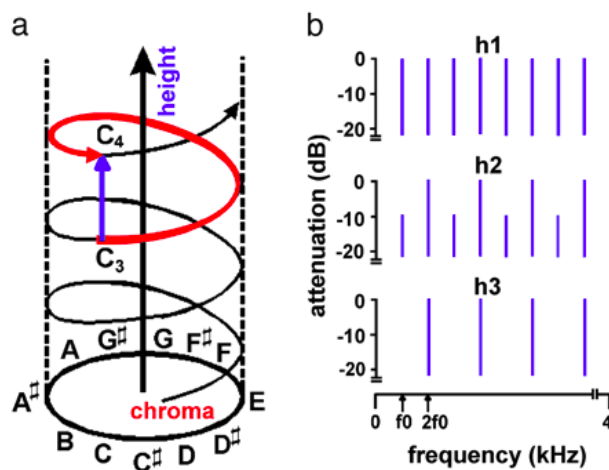 a
height
C4
C3
A G♯ G F♯ F
A♯ chroma E
B C C♯ D D♯
b
attenuation (dB)
h1
0
-10
-20
h2
0
-10
-20
h3
0
-10
-20
0 f0 2f0 4
frequency (kHz)